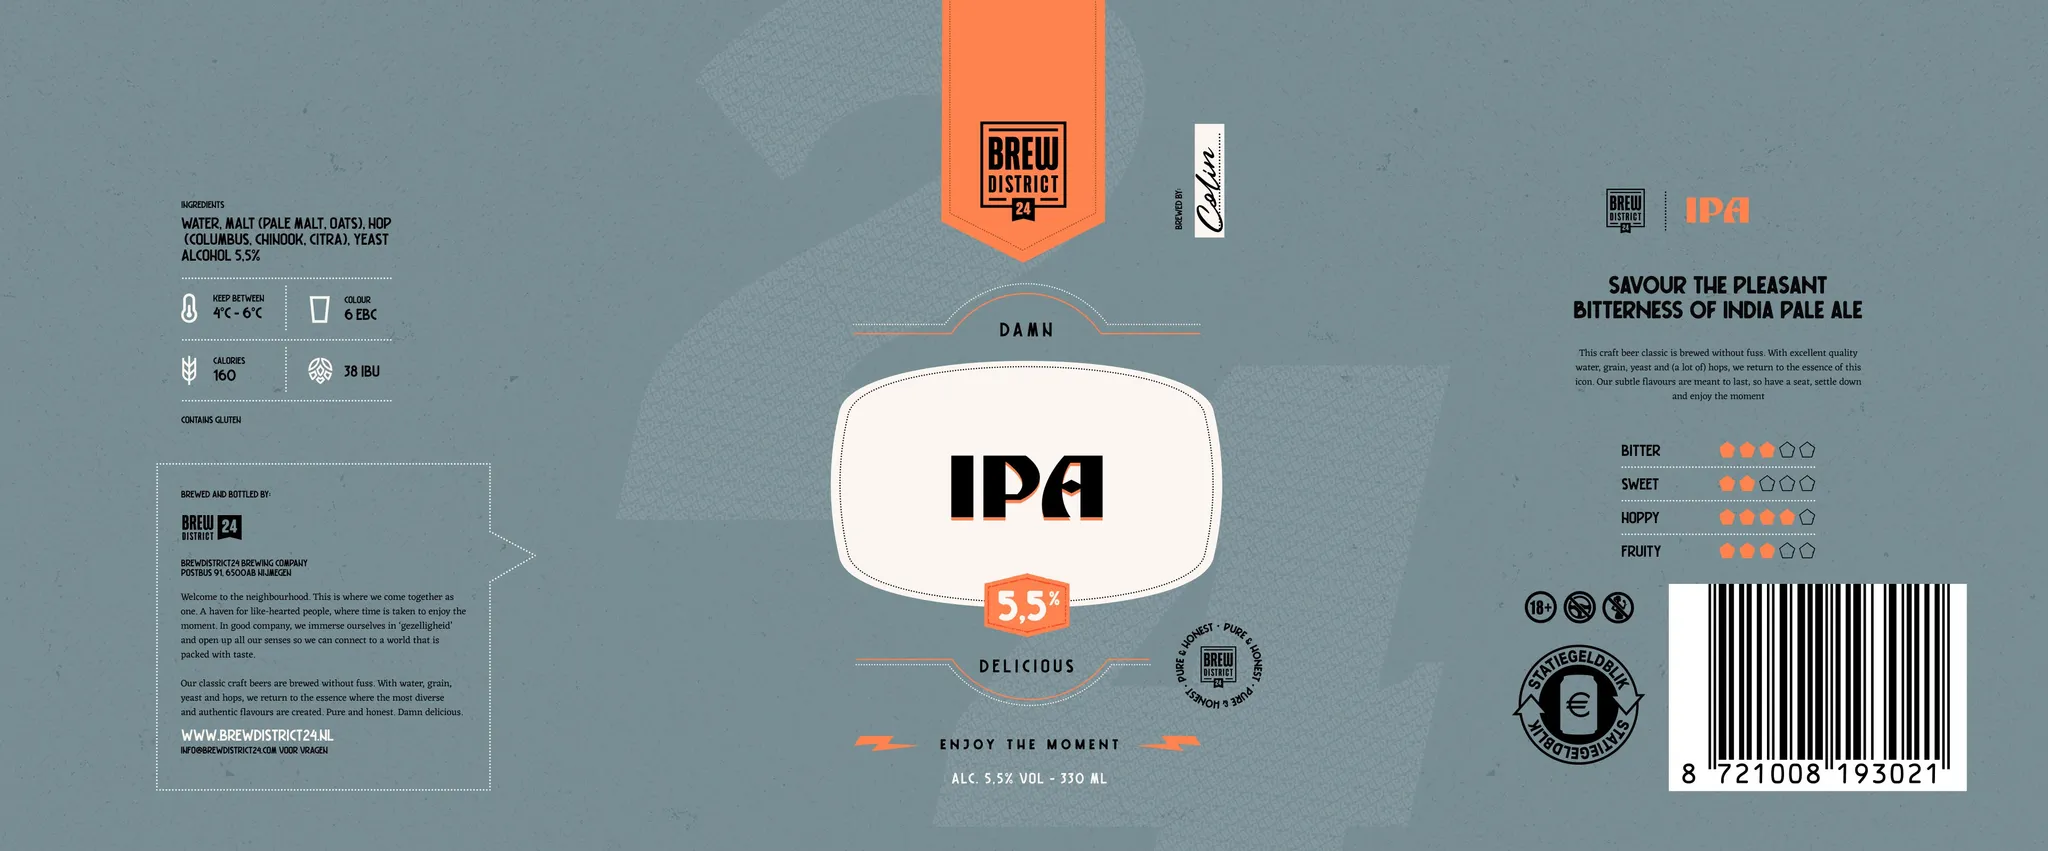 INGREDIENTS
WATER, MALT (PALE MALT, OATS), HOP
(COLUMBUS, CHINOOK, CITRA), YEAST
ALCOHOL 5,5%
KEEP BETWEEN
4°C - 6°C
COLOUR
6 EBC
CALORIES
160
38 IBU
CONTAINS GLUTEN
BREWED AND BOTTLED BY:
BREW
DISTRICT
24
BREWDISTRICT24 BREWING COMPANY
POSTBUS 91, 6500AB NIJMEGEN
Welcome to the neighbourhood. This is where we come together as
one. A haven for like-hearted people, where time is taken to enjoy the
moment. In good company, we immerse ourselves in ‘gezelligheid’
and open up all our senses so we can connect to a world that is
packed with taste.
Our classic craft beers are brewed without fuss. With water, grain,
yeast and hops, we return to the essence where the most diverse
and authentic flavours are created. Pure and honest. Damn delicious.
WWW.BREWDISTRICT24.NL
INFO@BREWDISTRICT24.COM VOOR VRAGEN
BREW
DISTRICT
24
BREWED BY:
Colin
DAMN
IPA
5,5%
DELICIOUS
PURE & HONEST · PURE & HONEST · PURE & HONEST ·
BREW
DISTRICT
24
ENJOY THE MOMENT
ALC. 5,5% VOL - 330 ML
BREW
DISTRICT
24
IPA
SAVOUR THE PLEASANT
BITTERNESS OF INDIA PALE ALE
This craft beer classic is brewed without fuss. With excellent quality
water, grain, yeast and (a lot of) hops, we return to the essence of this
icon. Our subtle flavours are meant to last, so have a seat, settle down
and enjoy the moment
BITTER
SWEET
HOPPY
FRUITY
18+
STATIEGELDBLIK
€
STATIEGELDBLIK
8 721008 193021